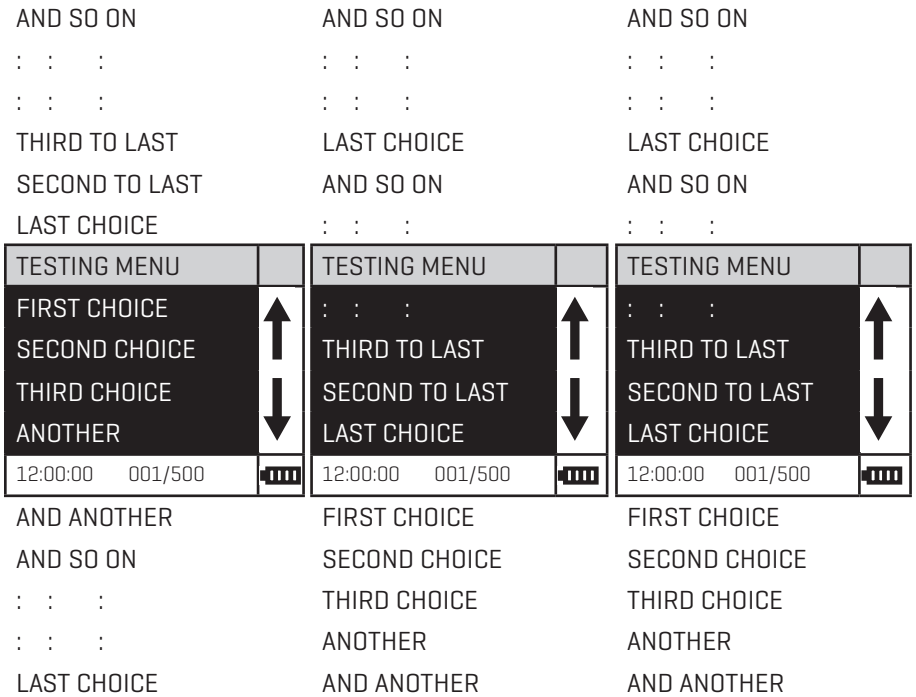 AND SO ON AND SO ON AND SO ON
: : : : : : : : :
: : : : : : : : :
THIRD TO LAST LAST CHOICE LAST CHOICE
SECOND TO LAST AND SO ON AND SO ON
LAST CHOICE : : : : : :
TESTING MENU TESTING MENU TESTING MENU
FIRST CHOICE : : : : : :
SECOND CHOICE THIRD TO LAST THIRD TO LAST
THIRD CHOICE SECOND TO LAST SECOND TO LAST
ANOTHER LAST CHOICE LAST CHOICE
12:00:00 001/500 12:00:00 001/500 12:00:00 001/500
AND ANOTHER FIRST CHOICE FIRST CHOICE
AND SO ON SECOND CHOICE SECOND CHOICE
: : : THIRD CHOICE THIRD CHOICE
: : : ANOTHER ANOTHER
LAST CHOICE AND ANOTHER AND ANOTHER